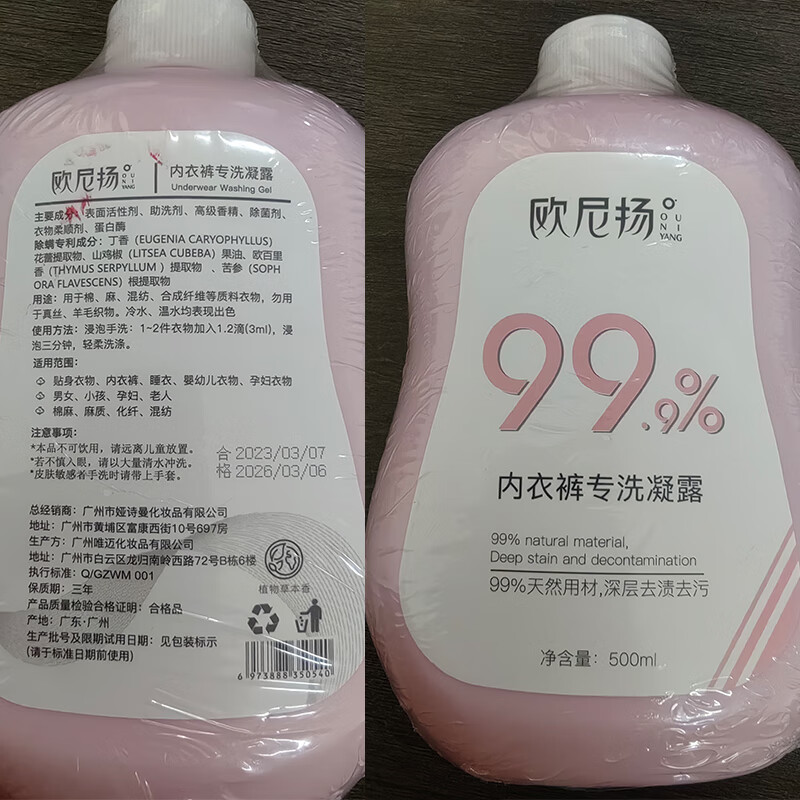 欧尼扬 OU NI YANG 内衣裤专洗凝露
Underwear Washing Gel
主要成分：表面活性剂、助洗剂、高级香精、除菌剂、
衣物柔顺剂、蛋白酶
除螨专利成分：丁香（EUGENIA CARYOPHYLLUS）
花蕾提取物、山鸡椒（LITSEA CUBEBA）果油、欧百里
香（THYMUS SERPYLLUM ）提取物 、苦参（SOPH
ORA FLAVESCENS）根提取物
用途：用于棉、麻、混纺、合成纤维等质料衣物，勿用
于真丝、羊毛织物。冷水、温水均表现出色
使用方法：浸泡手洗：1~2件衣物加入1.2滴(3ml)，浸
泡三分钟，轻柔洗涤。
适用范围：
贴身衣物、内衣裤、睡衣、婴幼儿衣物、孕妇衣物
男女、小孩、孕妇、老人
棉麻、麻质、化纤、混纺
注意事项：
*本品不可饮用，请远离儿童放置。
*若不慎入眼，请以大量清水冲洗。
*皮肤敏感者手洗时请带上手套。
合 2023/03/07
格 2026/03/06
总经销商：广州市娅诗曼化妆品有限公司
地址：广州市黄埔区富康西街10号697房
生产方：广州唯迈化妆品有限公司
地址：广州市白云区龙归南岭西路72号B栋6楼
执行标准：Q/GZWM 001
保质期：三年
产品质量检验合格证明：合格品
产地：广东·广州
生产批号及限期试用日期：见包装标示
(请于标准日期前使用)
植物草本香
6 973888 350540
欧尼扬 OUNIYANG
99.9%
内衣裤专洗凝露
99% natural material,
Deep stain and decontamination
99%天然用材,深层去渍去污
净含量：500ml